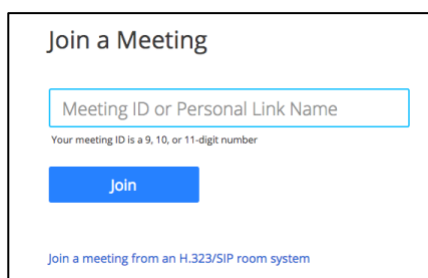 Join a Meeting
Meeting ID or Personal Link Name
Your meeting ID is a 9, 10, or 11-digit number
Join
Join a meeting from an H.323/SIP room system